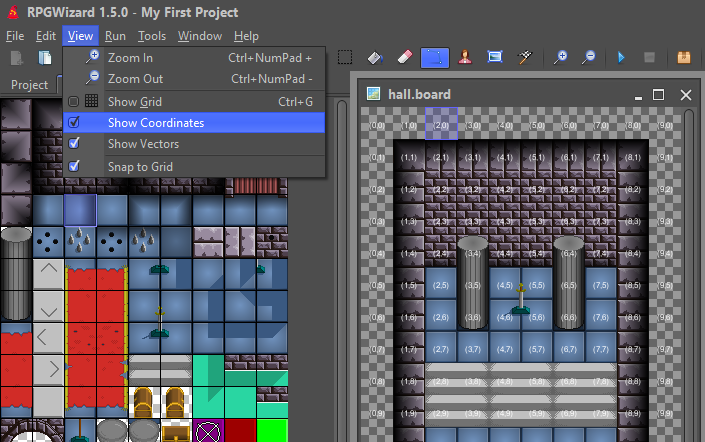 RPGWizard 1.5.0 - My First Project
File Edit View Run Tools Window Help
Zoom In Ctrl+NumPad +
Zoom Out Ctrl+NumPad -
Show Grid Ctrl+G
Show Coordinates
Show Vectors
Snap to Grid
Project
hall.board
(0,0) (1,0) (2,0) (3,0) (4,0) (5,0) (6,0) (7,0) (8,0) (9,0)
(0,1) (1,1) (2,1) (3,1) (4,1) (5,1) (6,1) (7,1) (8,1) (9,1)
(0,2) (1,2) (2,2) (3,2) (4,2) (5,2) (6,2) (7,2) (8,2) (9,2)
(0,3) (1,3) (2,3) (3,3) (4,3) (5,3) (6,3) (7,3) (8,3) (9,3)
(0,4) (1,4) (2,4) (3,4) (4,4) (5,4) (6,4) (7,4) (8,4) (9,4)
(0,5) (1,5) (2,5) (3,5) (4,5) (5,5) (6,5) (7,5) (8,5) (9,5)
(0,6) (1,6) (2,6) (3,6) (4,6) (5,6) (6,6) (7,6) (8,6) (9,6)
(0,7) (1,7) (2,7) (3,7) (4,7) (5,7) (6,7) (7,7) (8,7) (9,7)
(0,8) (1,8) (2,8) (3,8) (4,8) (5,8) (6,8) (7,8) (8,8) (9,8)
(0,9) (1,9) (2,9) (3,9) (4,9) (5,9) (6,9) (7,9) (8,9) (9,9)